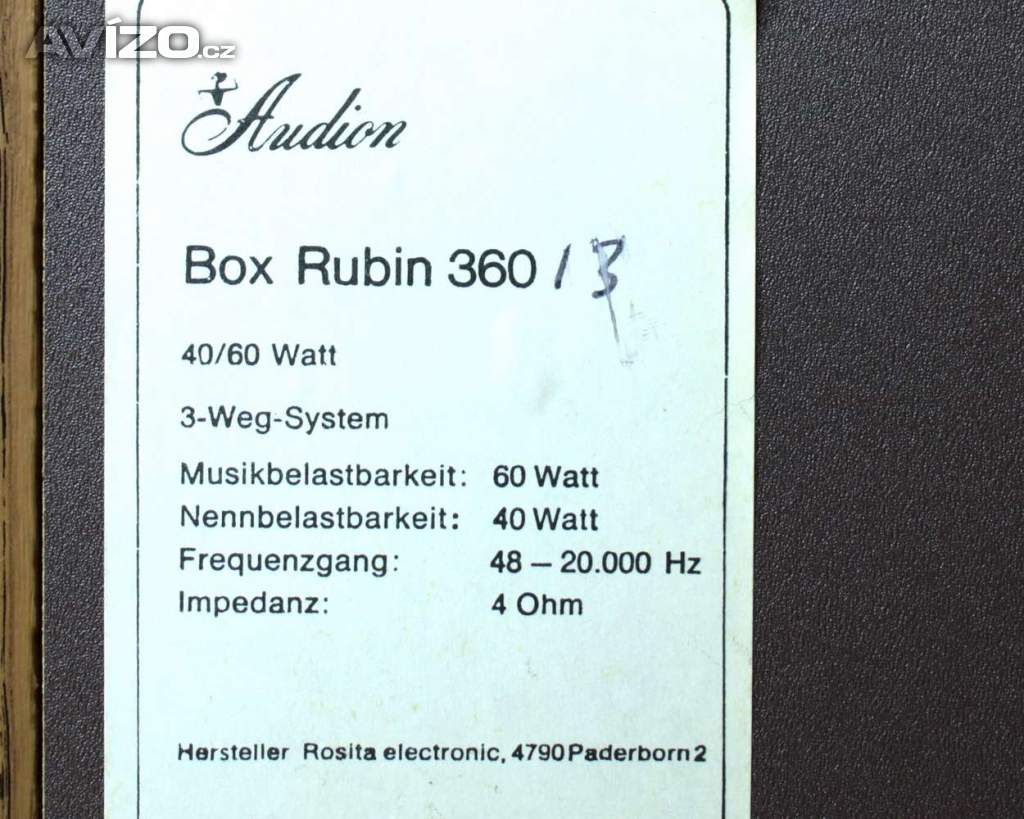 AVÍZO.cz
Audion
Box Rubin 360 / 3
40/60 Watt
3-Weg-System
Musikbelastbarkeit: 60 Watt
Nennbelastbarkeit: 40 Watt
Frequenzgang: 48 – 20.000 Hz
Impedanz: 4 Ohm
Hersteller Rosita electronic, 4790 Paderborn 2